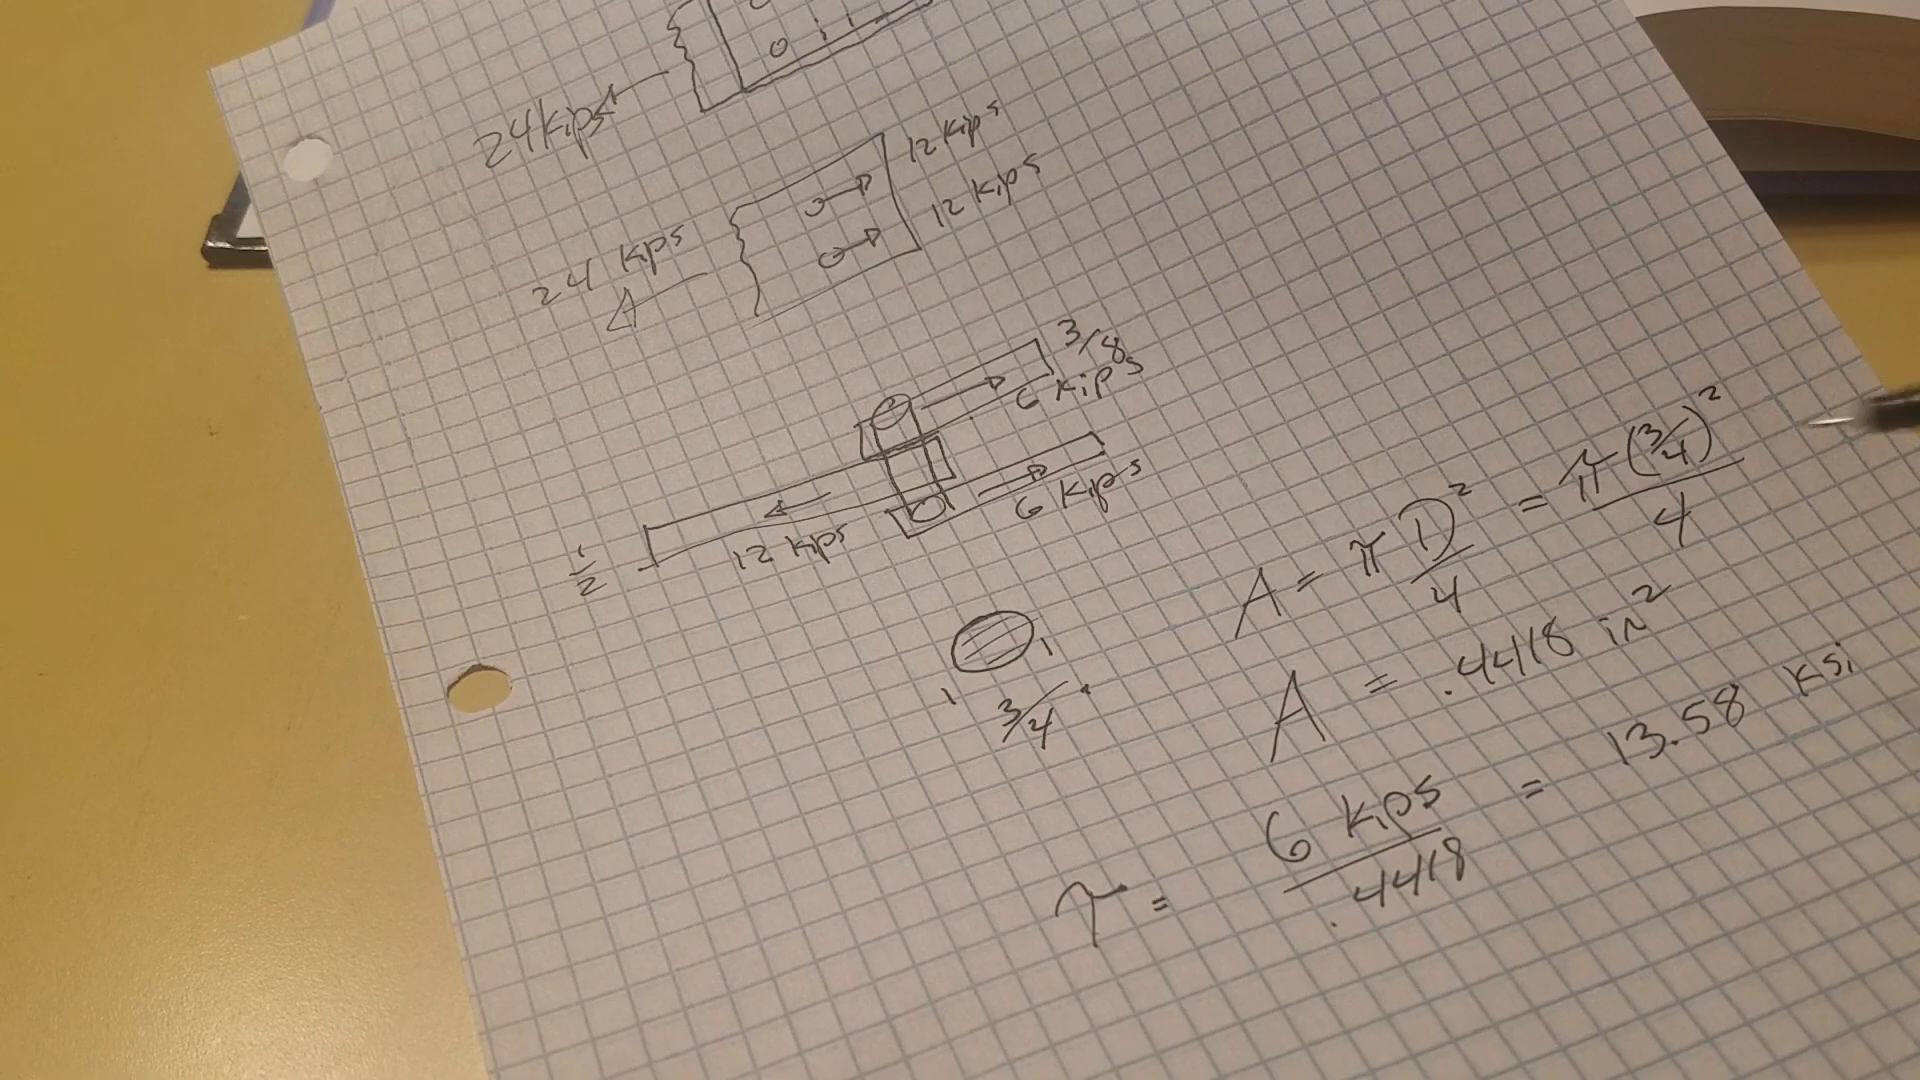 24 kips
12 kips
12 kips
24 kips
3/8
6 kips
6 kips
12 kips
1/2
3/4"
A = π D²/4 = π(3/4)²/4
A = .4418 in²
τ = 6 kips/.4418 = 13.58 ksi